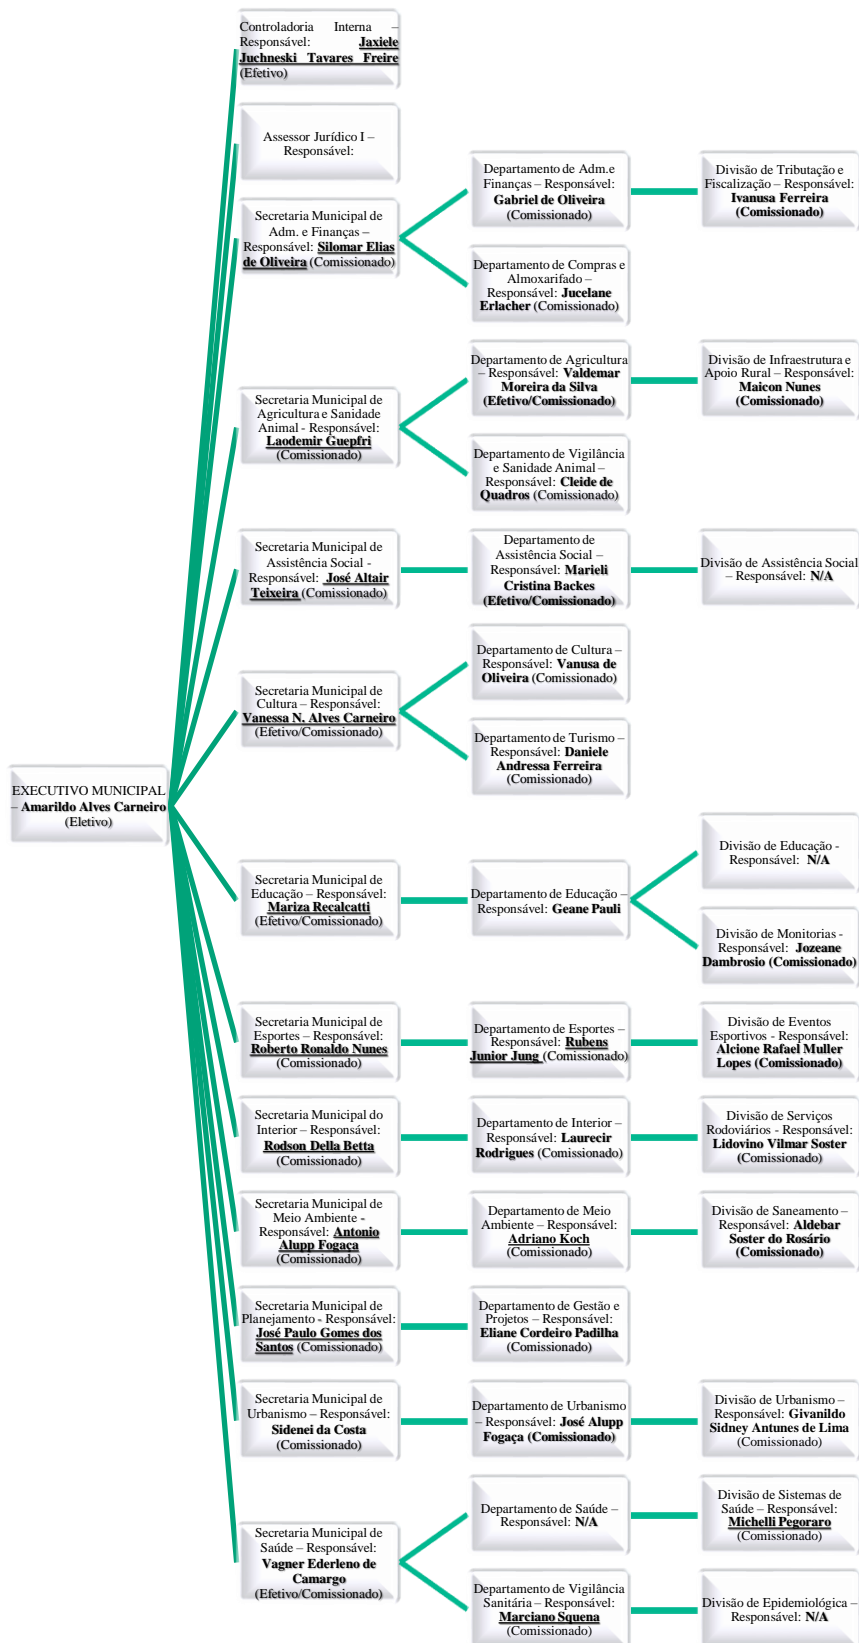 EXECUTIVO MUNICIPAL
– Amarildo Alves Carneiro
(Eletivo)
Controladoria Interna –
Responsável: Jaxiele
Juchneski Tavares Freire
(Efetivo)
Assessor Jurídico I –
Responsável:
Secretaria Municipal de
Adm. e Finanças –
Responsável: Silomar Elias
de Oliveira (Comissionado)
Departamento de Adm.e
Finanças – Responsável:
Gabriel de Oliveira
(Comissionado)
Divisão de Tributação e
Fiscalização – Responsável:
Ivanusa Ferreira
(Comissionado)
Departamento de Compras e
Almoxarifado –
Responsável: Jucelane
Erlacher (Comissionado)
Secretaria Municipal de
Agricultura e Sanidade
Animal - Responsável:
Laodemir Guepfri
(Comissionado)
Departamento de Agricultura
– Responsável: Valdemar
Moreira da Silva
(Efetivo/Comissionado)
Divisão de Infraestrutura e
Apoio Rural – Responsável:
Maicon Nunes
(Comissionado)
Departamento de Vigilância
e Sanidade Animal –
Responsável: Cleide de
Quadros (Comissionado)
Secretaria Municipal de
Assistência Social -
Responsável: José Altair
Teixeira (Comissionado)
Departamento de
Assistência Social –
Responsável: Marieli
Cristina Backes
(Efetivo/Comissionado)
Divisão de Assistência Social
– Responsável: N/A
Secretaria Municipal de
Cultura – Responsável:
Vanessa N. Alves Carneiro
(Efetivo/Comissionado)
Departamento de Cultura –
Responsável: Vanusa de
Oliveira (Comissionado)
Departamento de Turismo –
Responsável: Daniele
Andressa Ferreira
(Comissionado)
Secretaria Municipal de
Educação – Responsável:
Mariza Recalcatti
(Efetivo/Comissionado)
Departamento de Educação –
Responsável: Geane Pauli
Divisão de Educação -
Responsável: N/A
Divisão de Monitorias -
Responsável: Jozeane
Dambrosio (Comissionado)
Secretaria Municipal de
Esportes – Responsável:
Roberto Ronaldo Nunes
(Comissionado)
Departamento de Esportes –
Responsável: Rubens
Junior Jung (Comissionado)
Divisão de Eventos
Esportivos - Responsável:
Alcione Rafael Muller
Lopes (Comissionado)
Secretaria Municipal do
Interior – Responsável:
Rodson Della Betta
(Comissionado)
Departamento de Interior –
Responsável: Laurecir
Rodrigues (Comissionado)
Divisão de Serviços
Rodoviários - Responsável:
Lidovino Vilmar Soster
(Comissionado)
Secretaria Municipal de
Meio Ambiente -
Responsável: Antonio
Alupp Fogaça
(Comissionado)
Departamento de Meio
Ambiente – Responsável:
Adriano Koch
(Comissionado)
Divisão de Saneamento –
Responsável: Aldebar
Soster do Rosário
(Comissionado)
Secretaria Municipal de
Planejamento - Responsável:
José Paulo Gomes dos
Santos (Comissionado)
Departamento de Gestão e
Projetos – Responsável:
Eliane Cordeiro Padilha
(Comissionado)
Secretaria Municipal de
Urbanismo – Responsável:
Sidenei da Costa
(Comissionado)
Departamento de Urbanismo
– Responsável: José Alupp
Fogaça (Comissionado)
Divisão de Urbanismo –
Responsável: Givanildo
Sidney Antunes de Lima
(Comissionado)
Secretaria Municipal de
Saúde – Responsável:
Vagner Ederleno de
Camargo
(Efetivo/Comissionado)
Departamento de Saúde –
Responsável: N/A
Divisão de Sistemas de
Saúde – Responsável:
Michelli Pegoraro
(Comissionado)
Departamento de Vigilância
Sanitária – Responsável:
Marciano Squena
(Comissionado)
Divisão de Epidemiológica –
Responsável: N/A